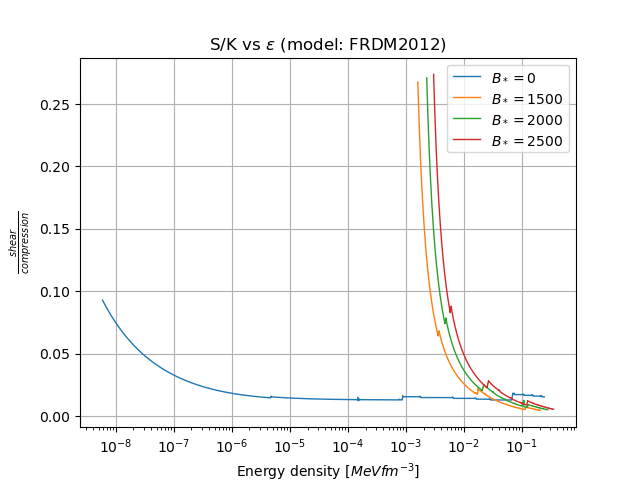 S/K vs ε (model: FRDM2012)
B* = 0
B* = 1500
B* = 2000
B* = 2500
shear
compression
0.25
0.20
0.15
0.10
0.05
0.00
10⁻⁸ 10⁻⁷ 10⁻⁶ 10⁻⁵ 10⁻⁴ 10⁻³ 10⁻² 10⁻¹
Energy density [MeVfm⁻³]